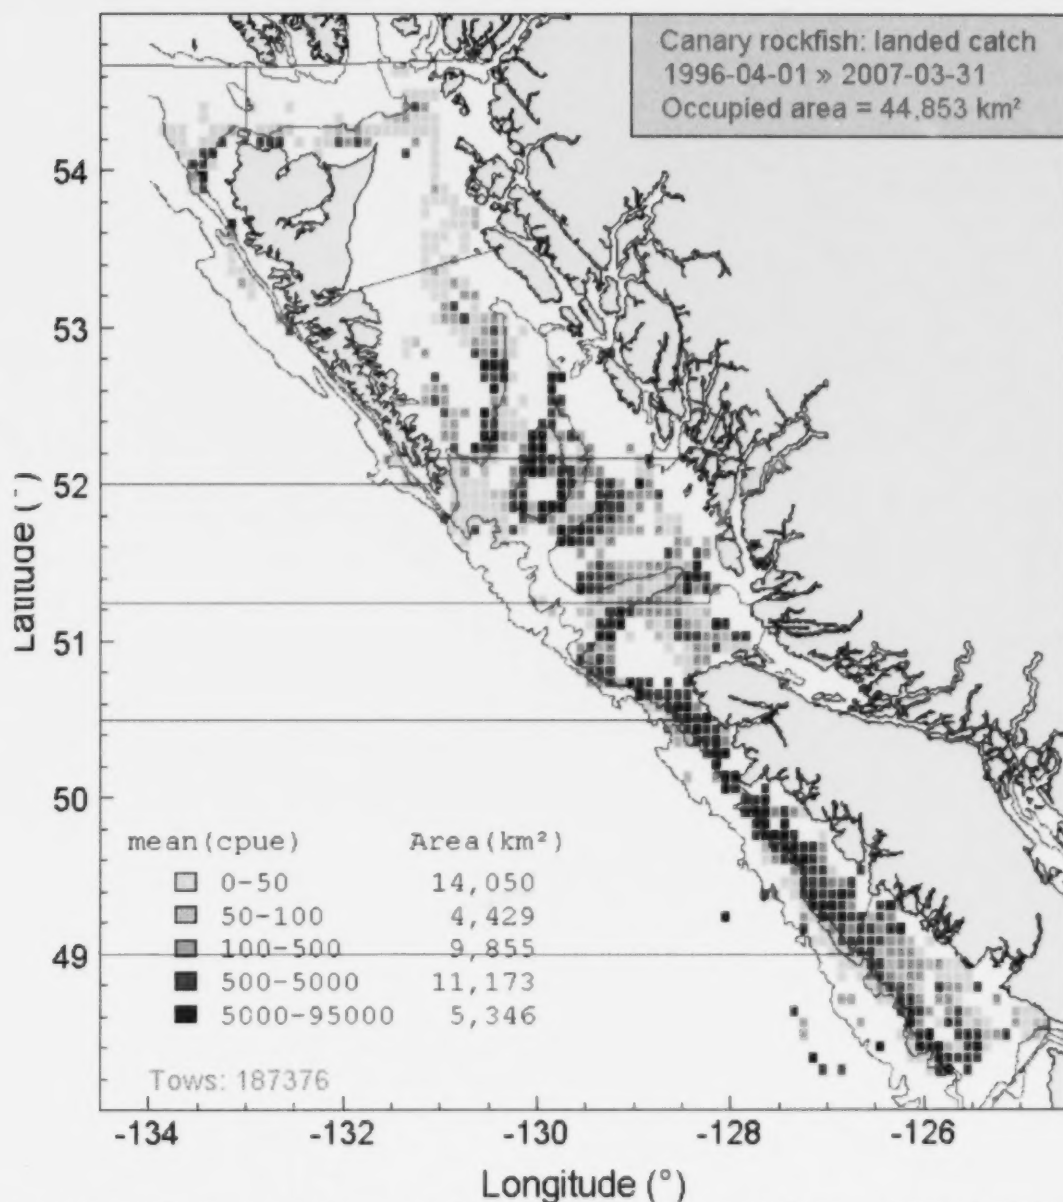 Canary rockfish: landed catch
1996-04-01 » 2007-03-31
Occupied area = 44,853 km²
54
53
52
51
50
49
Latitude (°)
mean(cpue) Area(km²)
0-50 14,050
50-100 4,429
100-500 9,855
500-5000 11,173
5000-95000 5,346
Tows: 187376
-134 -132 -130 -128 -126
Longitude (°)